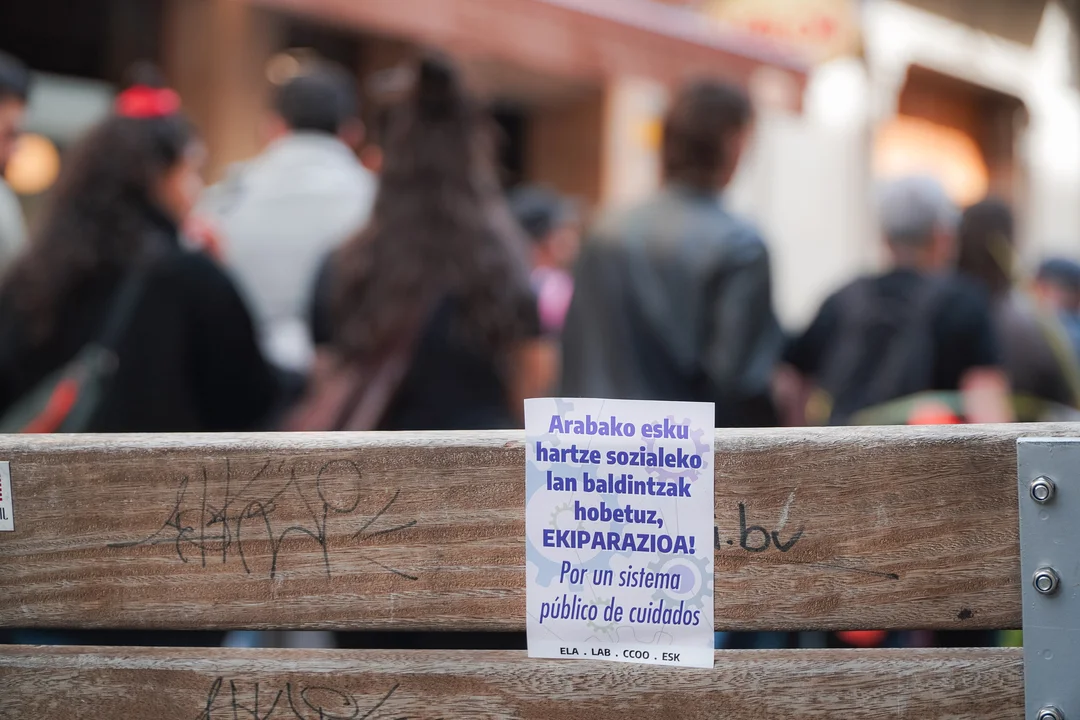 Arabako esku
hartze sozialeko
lan baldintzak
hobetuz,
EKIPARAZIOA!
Por un sistema
público de cuidados
ELA . LAB . CCOO . ESK